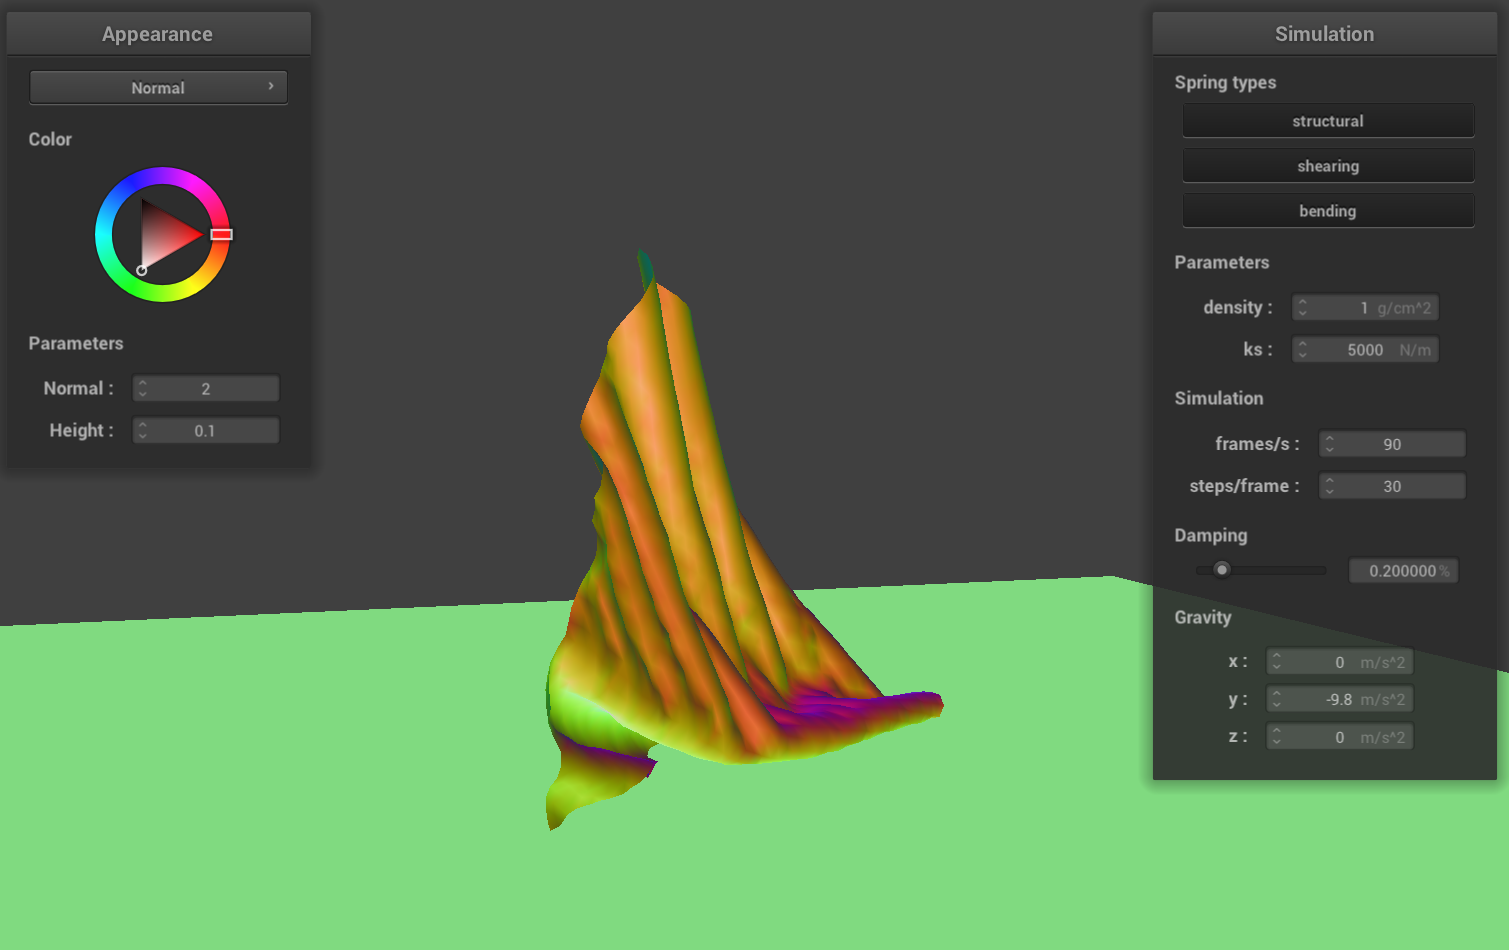 Appearance
Normal
Color
Parameters
Normal : 2
Height : 0.1
Simulation
Spring types
structural
shearing
bending
Parameters
density : 1 g/cm^2
ks : 5000 N/m
Simulation
frames/s : 90
steps/frame : 30
Damping
0.200000 %
Gravity
x : 0 m/s^2
y : -9.8 m/s^2
z : 0 m/s^2